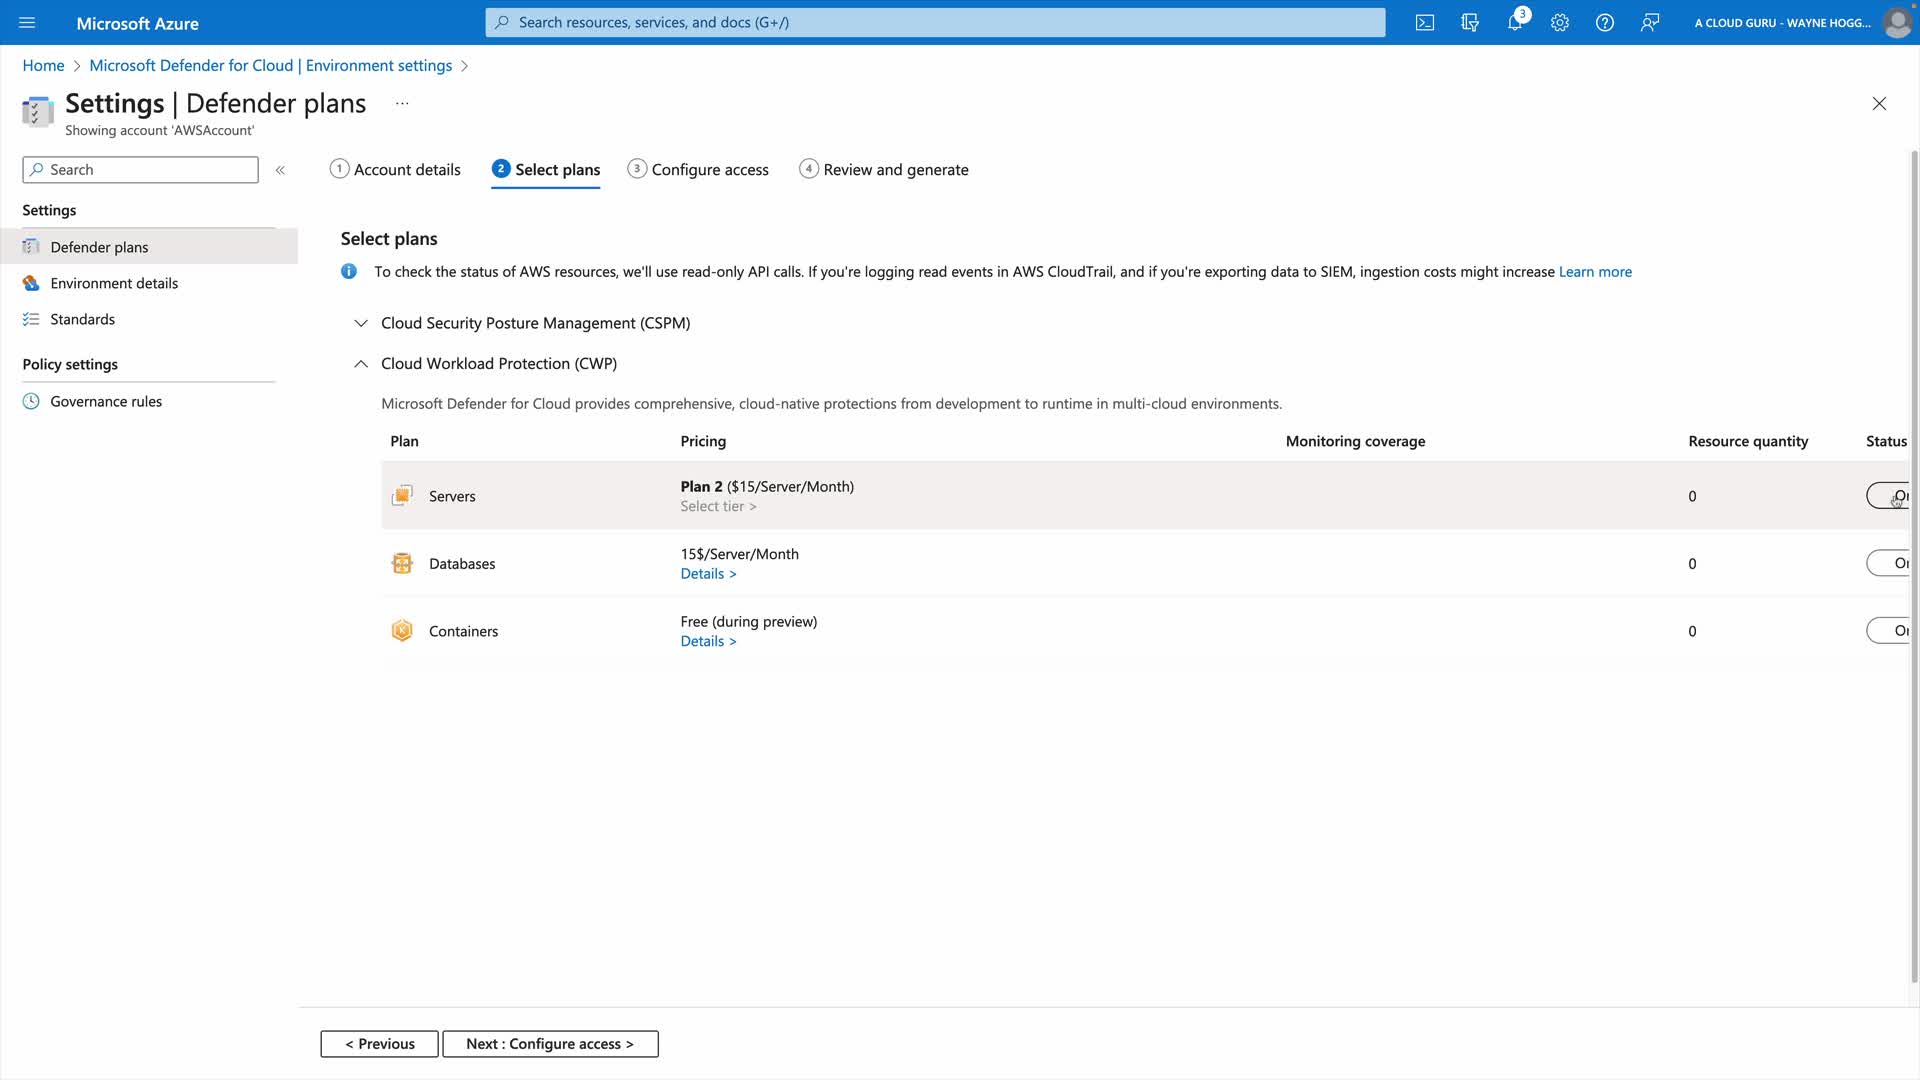 Microsoft Azure
Search resources, services, and docs (G+/)
3
A CLOUD GURU - WAYNE HOGG...
Home > Microsoft Defender for Cloud | Environment settings >
Settings | Defender plans ...
Showing account 'AWSAccount'
Search
«
1 Account details
2 Select plans
3 Configure access
4 Review and generate
Settings
Defender plans
Environment details
Standards
Policy settings
Governance rules
Select plans
To check the status of AWS resources, we'll use read-only API calls. If you're logging read events in AWS CloudTrail, and if you're exporting data to SIEM, ingestion costs might increase Learn more
Cloud Security Posture Management (CSPM)
Cloud Workload Protection (CWP)
Microsoft Defender for Cloud provides comprehensive, cloud-native protections from development to runtime in multi-cloud environments.
Plan Pricing Monitoring coverage Resource quantity Status
Servers
Plan 2 ($15/Server/Month)
Select tier >
0
Databases
15$/Server/Month
Details >
0
Containers
Free (during preview)
Details >
0
< Previous
Next : Configure access >